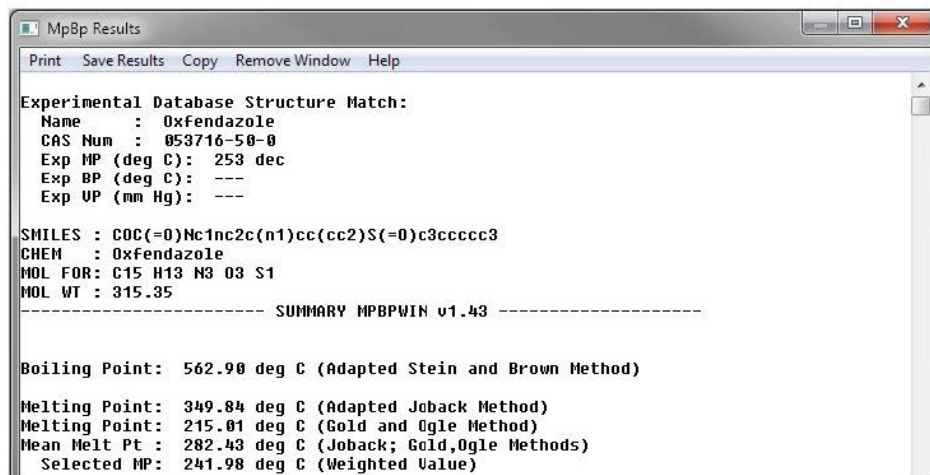 MpBp Results
Print Save Results Copy Remove Window Help
Experimental Database Structure Match:
Name : Oxfendazole
CAS Num : 053716-50-0
Exp MP (deg C): 253 dec
Exp BP (deg C): ---
Exp VP (mm Hg): ---
SMILES : COC(=O)Nc1nc2c(n1)cc(cc2)S(=O)c3ccccc3
CHEM : Oxfendazole
MOL FOR: C15 H13 N3 O3 S1
MOL WT : 315.35
------------------------ SUMMARY MPBPWIN v1.43 --------------------
Boiling Point: 562.90 deg C (Adapted Stein and Brown Method)
Melting Point: 349.84 deg C (Adapted Joback Method)
Melting Point: 215.01 deg C (Gold and Ogle Method)
Mean Melt Pt : 282.43 deg C (Joback; Gold,Ogle Methods)
Selected MP: 241.98 deg C (Weighted Value)